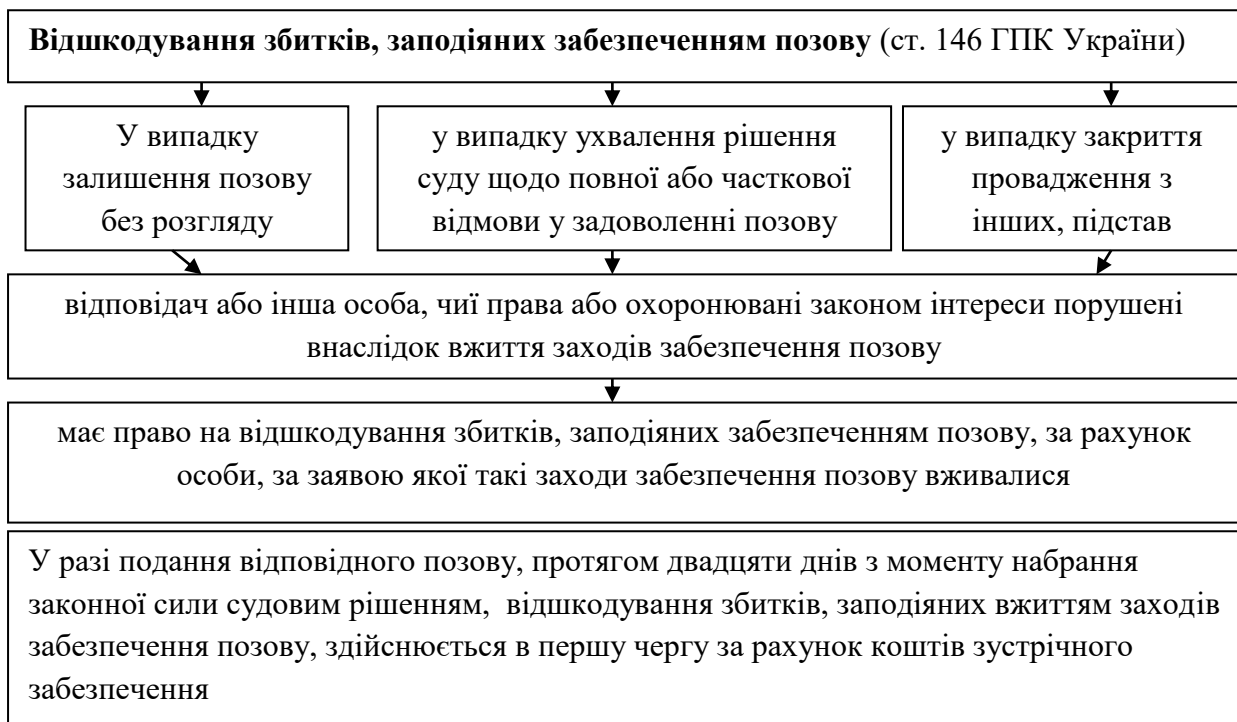 Відшкодування збитків, заподіяних забезпеченням позову (ст. 146 ГПК України)
У випадку
залишення позову
без розгляду
у випадку ухвалення рішення
суду щодо повної або часткової
відмови у задоволенні позову
у випадку закриття
провадження з
інших, підстав
відповідач або інша особа, чиї права або охоронювані законом інтереси порушені
внаслідок вжиття заходів забезпечення позову
має право на відшкодування збитків, заподіяних забезпеченням позову, за рахунок
особи, за заявою якої такі заходи забезпечення позову вживалися
У разі подання відповідного позову, протягом двадцяти днів з моменту набрання
законної сили судовим рішенням, відшкодування збитків, заподіяних вжиттям заходів
забезпечення позову, здійснюється в першу чергу за рахунок коштів зустрічного
забезпечення